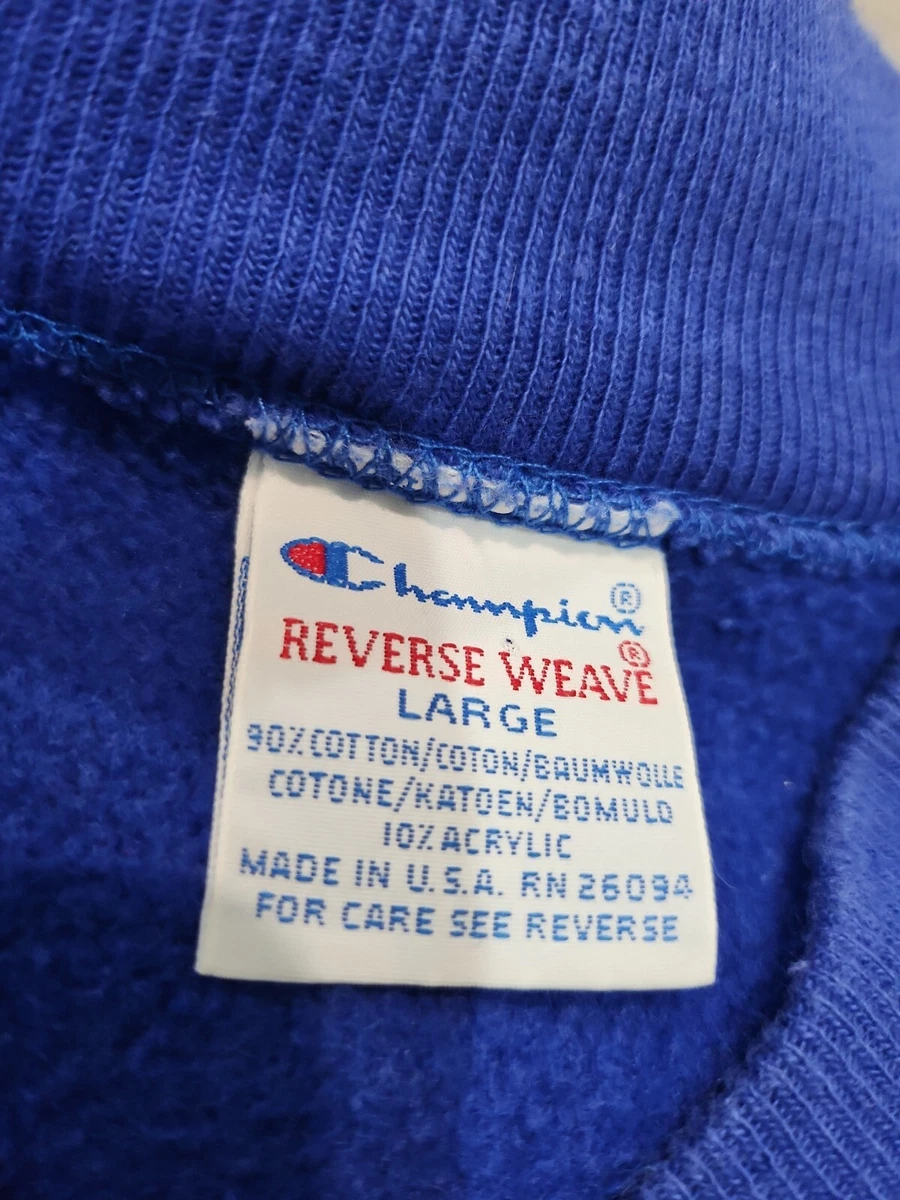 Champion®
REVERSE WEAVE®
LARGE
90% COTTON/COTON/BAUMWOLLE
COTONE/KATOEN/BOMULD
10% ACRYLIC
MADE IN U.S.A. RN 26094
FOR CARE SEE REVERSE